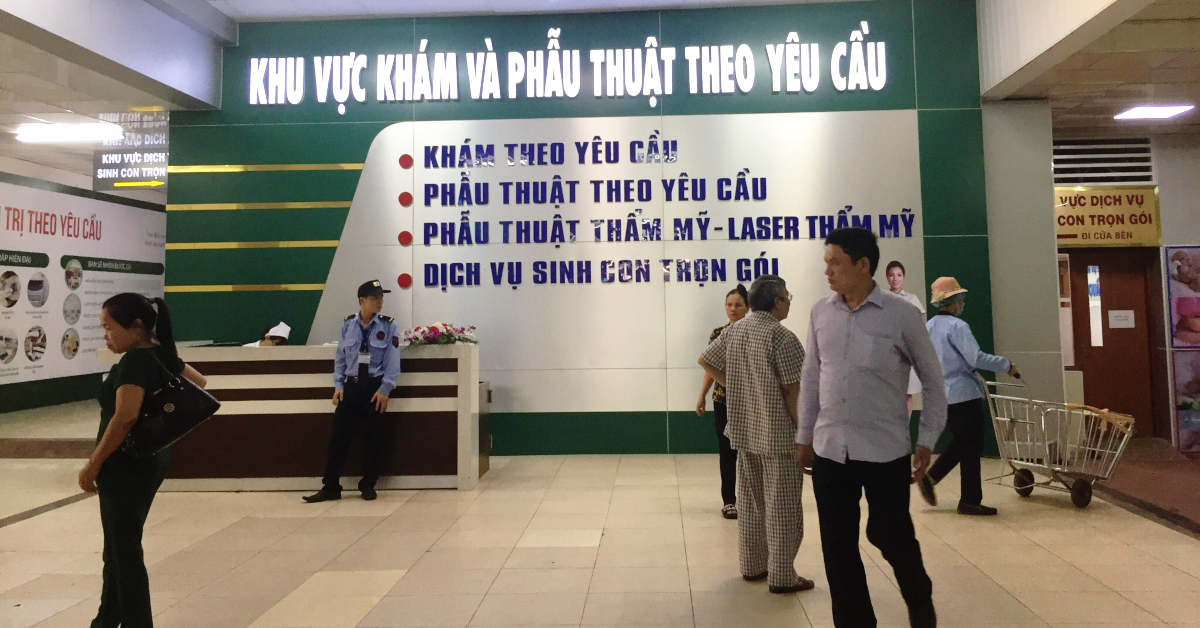 KHU VỰC KHÁM VÀ PHẪU THUẬT THEO YÊU CẦU
KHÁM THEO YÊU CẦU
PHẪU THUẬT THEO YÊU CẦU
PHẪU THUẬT THẨM MỸ - LASER THẨM MỸ
DỊCH VỤ SINH CON TRỌN GÓI
KHU VỰC DỊCH
SINH CON TRỌN
TRỊ THEO YÊU CẦU
VỰC DỊCH VỤ
CON TRỌN GÓI
ĐI CỬA BÊN